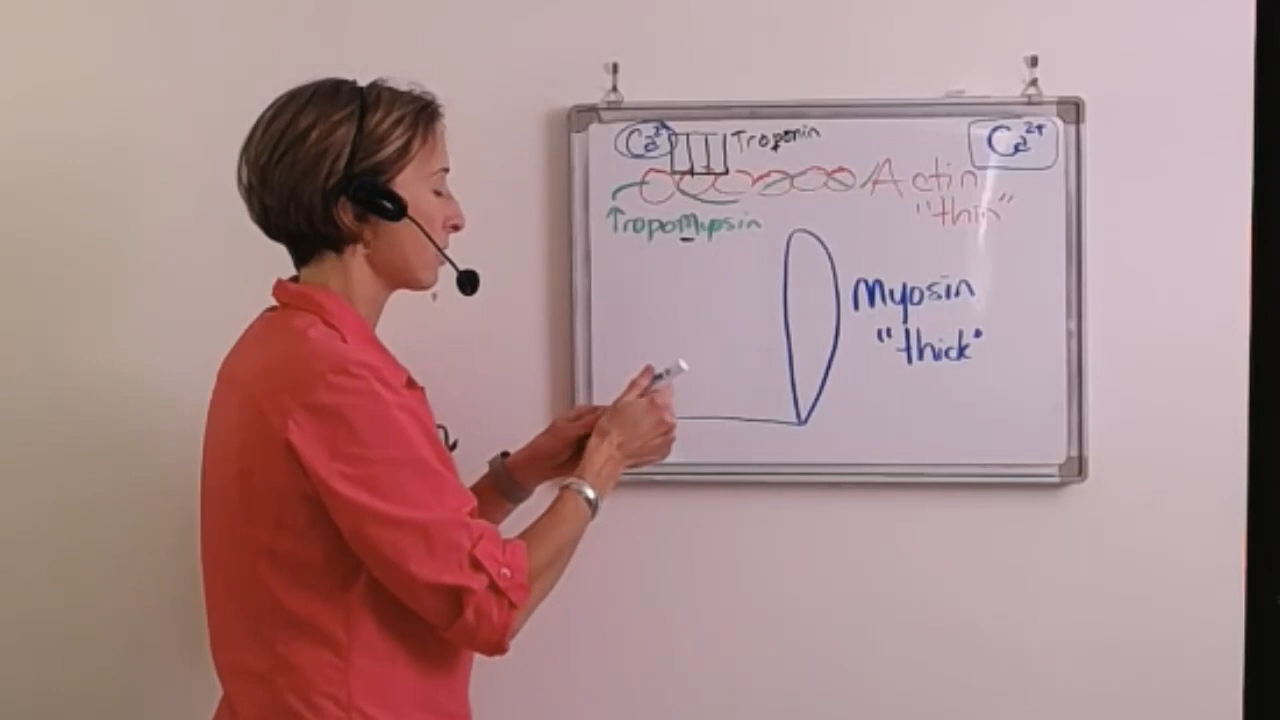 Ca²⁺ Troponin Ca²⁺
Actin
"thin"
TropoMyosin
Myosin
"thick"